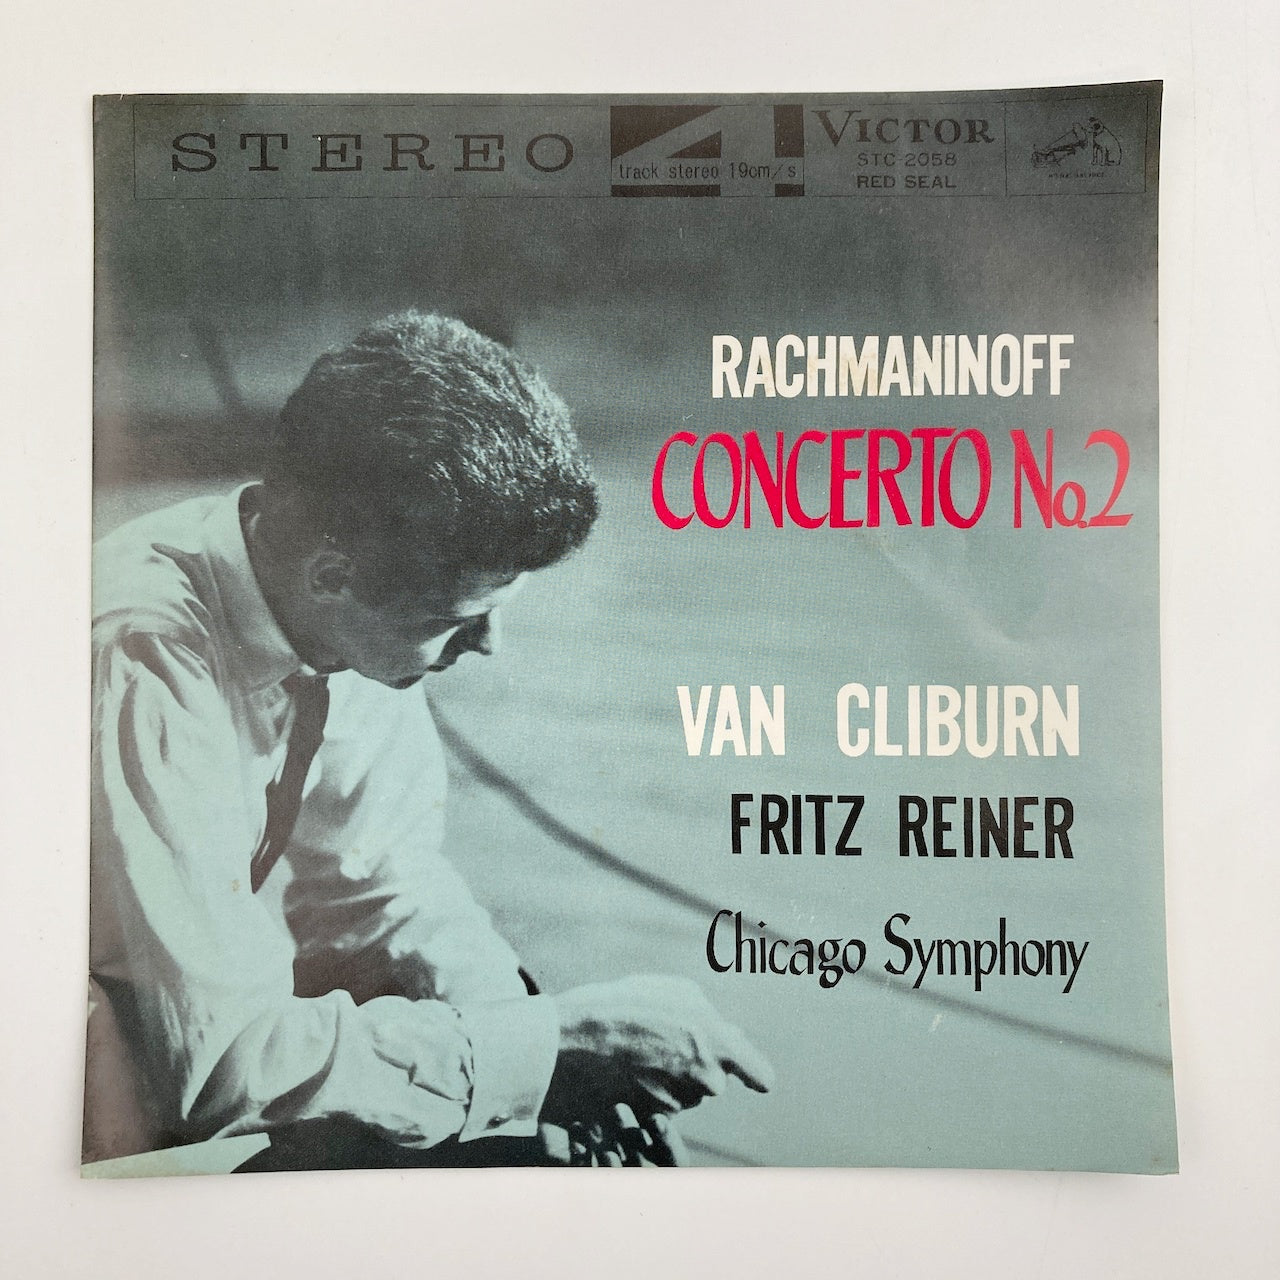 STEREO
4
track stereo 19cm/s
VICTOR
STC-2058
RED SEAL
RACHMANINOFF
CONCERTO No.2
VAN CLIBURN
FRITZ REINER
Chicago Symphony